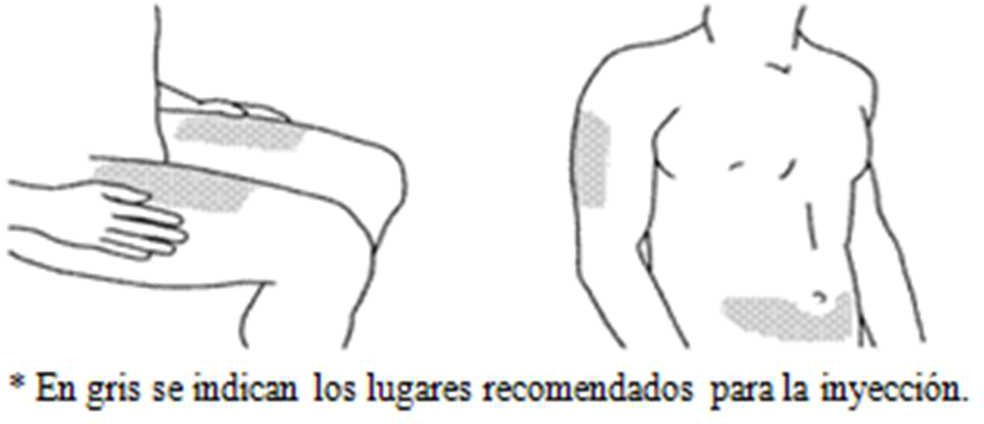 * En gris se indican los lugares recomendados para la inyección.